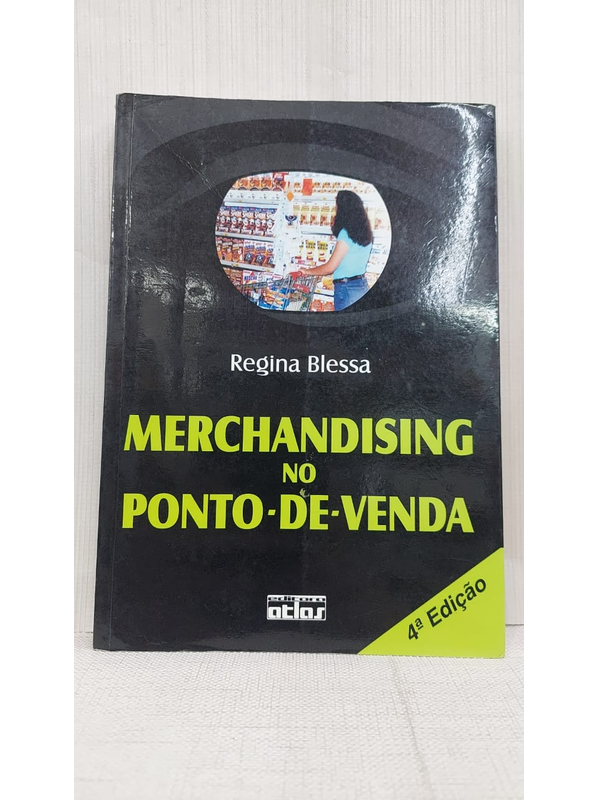 Regina Blessa
MERCHANDISING
NO
PONTO-DE-VENDA
editora
atlas
4ª Edição